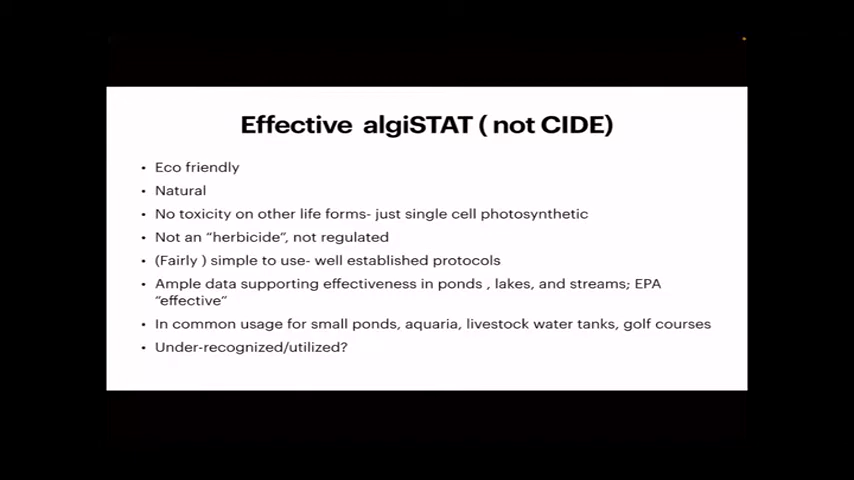 Effective algiSTAT ( not CIDE)
• Eco friendly
• Natural
• No toxicity on other life forms- just single cell photosynthetic
• Not an “herbicide”, not regulated
• (Fairly ) simple to use- well established protocols
• Ample data supporting effectiveness in ponds , lakes, and streams; EPA
“effective”
• In common usage for small ponds, aquaria, livestock water tanks, golf courses
• Under-recognized/utilized?